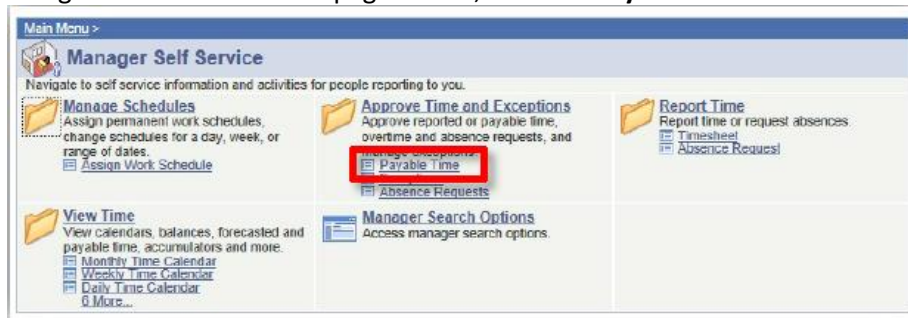 Main Menu >
Manager Self Service
Navigate to self service information and activities for people reporting to you.
Manage Schedules
Assign permanent work schedules,
change schedules for a day, week, or
range of dates.
Assign Work Schedule
Approve Time and Exceptions
Approve reported or payable time,
overtime and absence requests, and
Payable Time
Absence Requests
Report Time
Report time or request absences.
Timesheet
Absence Request
View Time
View calendars, balances, forecasted and
payable time, accumulators and more.
Monthly Time Calendar
Weekly Time Calendar
Daily Time Calendar
6 More...
Manager Search Options
Access manager search options.